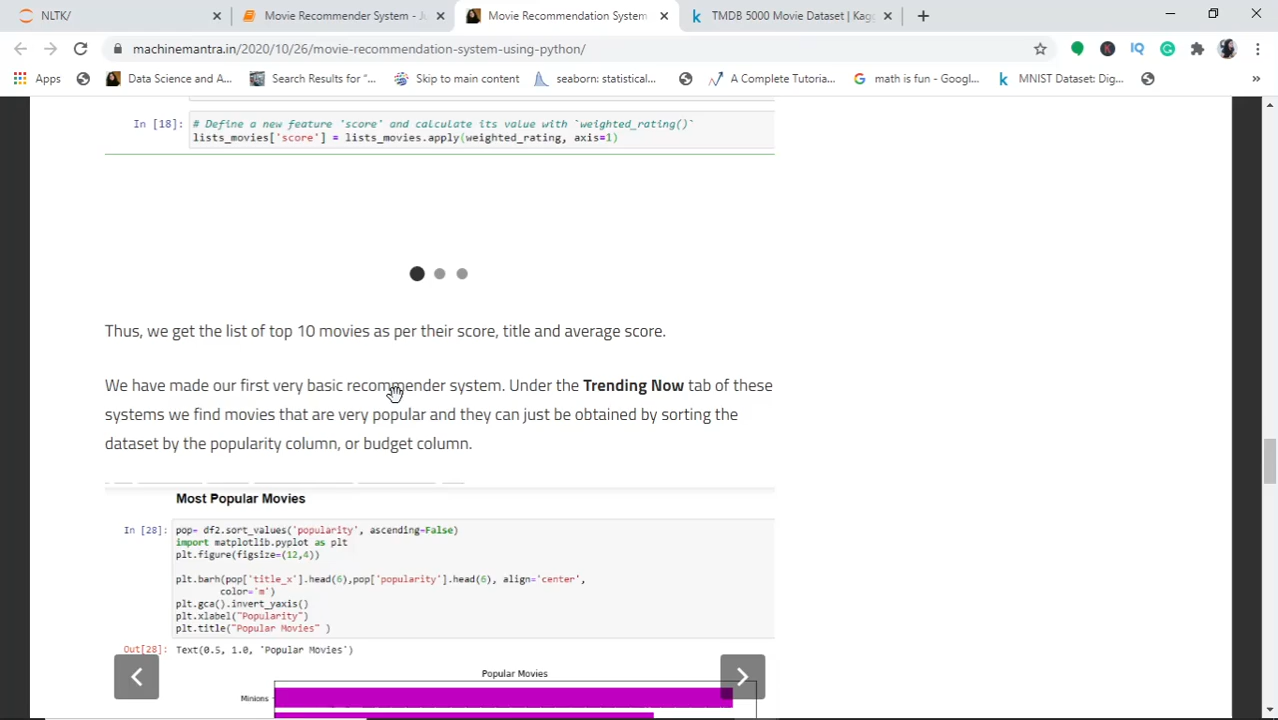 NLTK/
Movie Recommender System - Ju
Movie Recommendation System
TMDB 5000 Movie Dataset | Kagg
machinemantra.in/2020/10/26/movie-recommendation-system-using-python/
Apps
Data Science and A...
Search Results for "...
Skip to main content
seaborn: statistical...
A Complete Tutoria...
math is fun - Googl...
MNIST Dataset: Dig...
In [18]: # Define a new feature 'score' and calculate its value with `weighted_rating()`
lists_movies['score'] = lists_movies.apply(weighted_rating, axis=1)
Thus, we get the list of top 10 movies as per their score, title and average score.
We have made our first very basic recommender system. Under the Trending Now tab of these
systems we find movies that are very popular and they can just be obtained by sorting the
dataset by the popularity column, or budget column.
Most Popular Movies
In [28]: pop= df2.sort_values('popularity', ascending=False)
import matplotlib.pyplot as plt
plt.figure(figsize=(12,4))
plt.barh(pop['title_x'].head(6),pop['popularity'].head(6), align='center',
color='m')
plt.gca().invert_yaxis()
plt.xlabel("Popularity")
plt.title("Popular Movies" )
Out[28]: Text(0.5, 1.0, 'Popular Movies')
Popular Movies
Minions